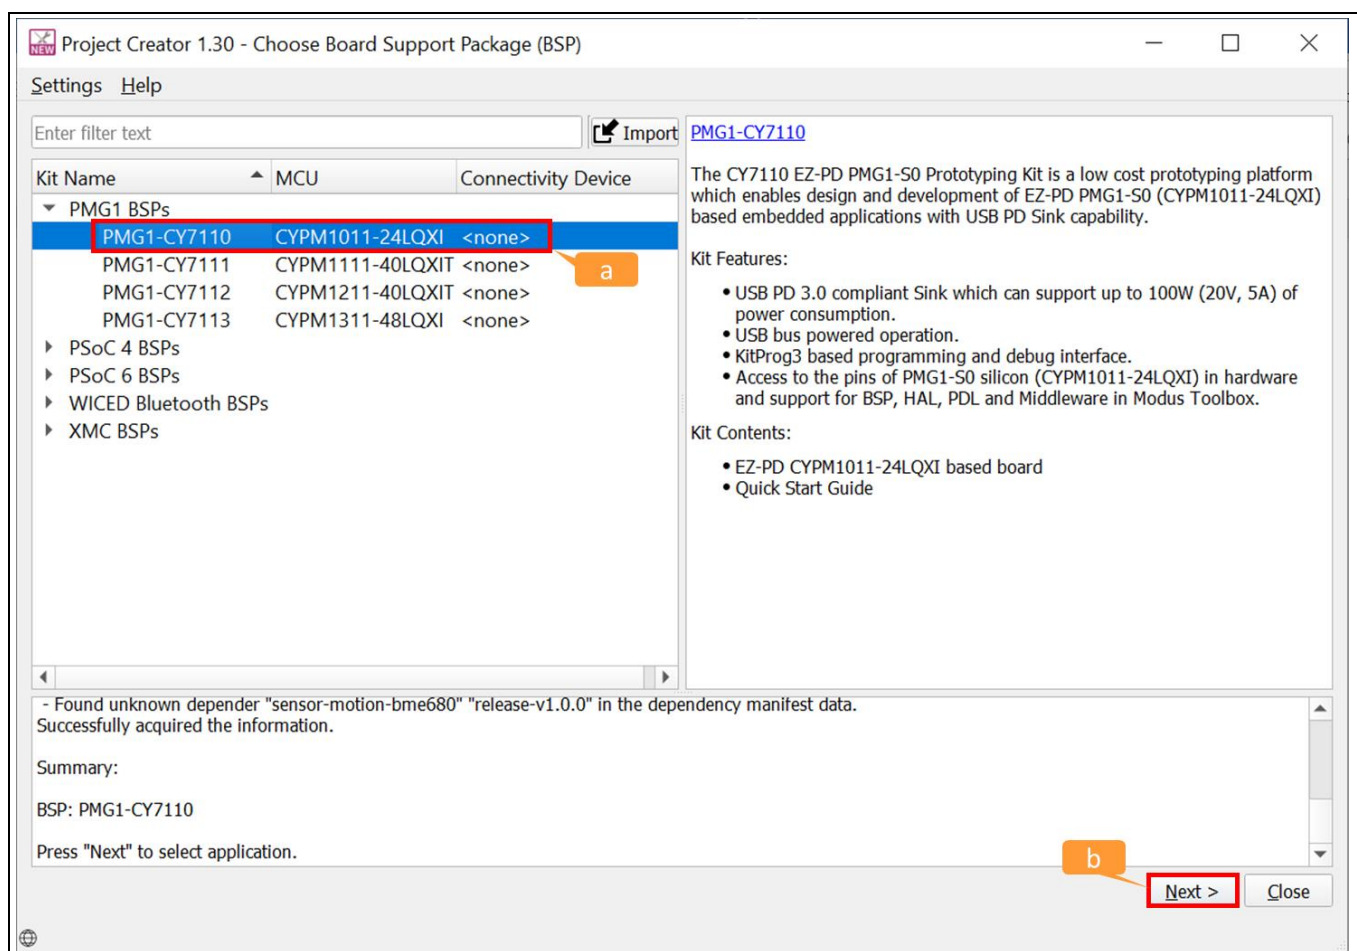 NEW Project Creator 1.30 - Choose Board Support Package (BSP)
Settings Help
Enter filter text
Import
Kit Name MCU Connectivity Device
PMG1 BSPs
PMG1-CY7110 CYPM1011-24LQXI <none>
a
PMG1-CY7111 CYPM1111-40LQXIT <none>
PMG1-CY7112 CYPM1211-40LQXIT <none>
PMG1-CY7113 CYPM1311-48LQXI <none>
PSoC 4 BSPs
PSoC 6 BSPs
WICED Bluetooth BSPs
XMC BSPs
PMG1-CY7110
The CY7110 EZ-PD PMG1-S0 Prototyping Kit is a low cost prototyping platform
which enables design and development of EZ-PD PMG1-S0 (CYPM1011-24LQXI)
based embedded applications with USB PD Sink capability.
Kit Features:
• USB PD 3.0 compliant Sink which can support up to 100W (20V, 5A) of
power consumption.
• USB bus powered operation.
• KitProg3 based programming and debug interface.
• Access to the pins of PMG1-S0 silicon (CYPM1011-24LQXI) in hardware
and support for BSP, HAL, PDL and Middleware in Modus Toolbox.
Kit Contents:
• EZ-PD CYPM1011-24LQXI based board
• Quick Start Guide
- Found unknown depender "sensor-motion-bme680" "release-v1.0.0" in the dependency manifest data.
Successfully acquired the information.
Summary:
BSP: PMG1-CY7110
Press "Next" to select application.
b
Next > Close